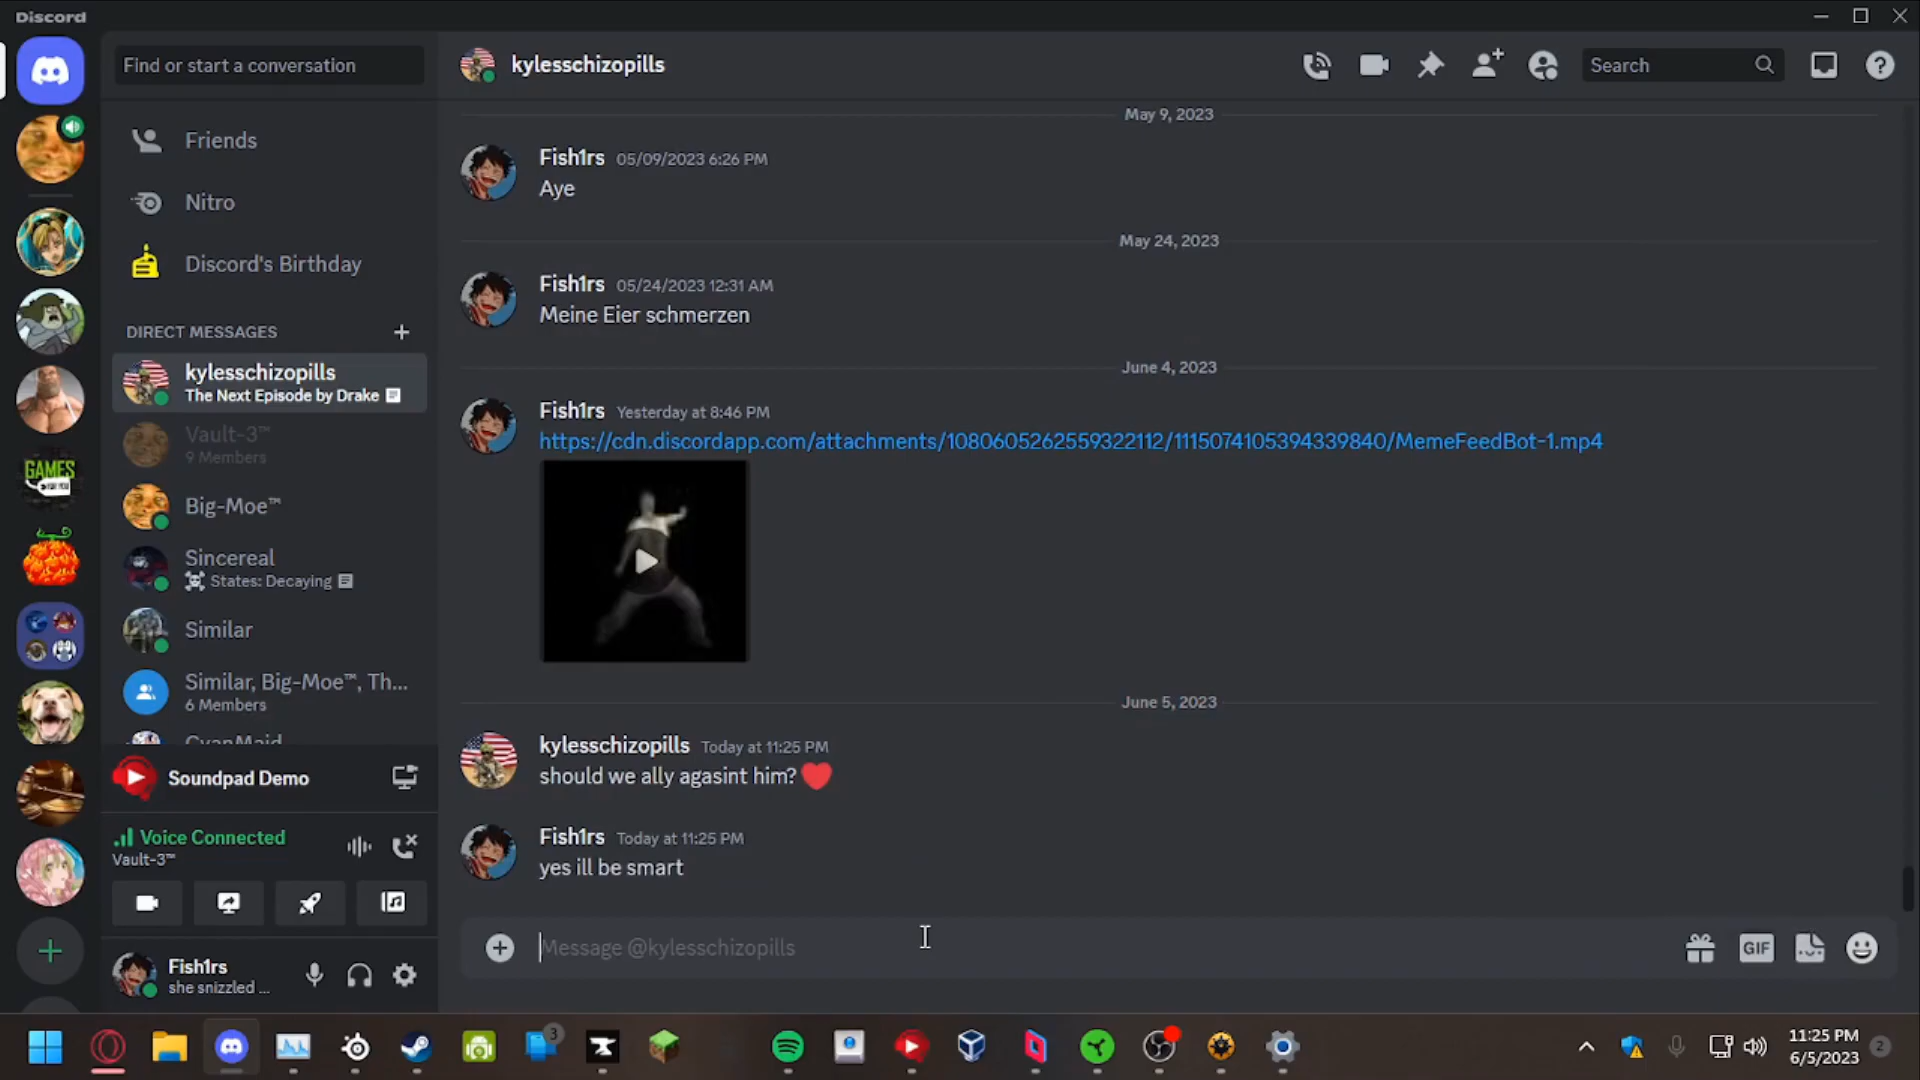 Discord
Find or start a conversation
kylesschizopills
Search
Friends
Nitro
Discord's Birthday
DIRECT MESSAGES
kylesschizopills
The Next Episode by Drake
Vault-3™
9 Members
Big-Moe™
Sincereal
States: Decaying
Similar
Similar, Big-Moe™, Th...
6 Members
CyanMaid
GAMES
FOR YOU
Soundpad Demo
Voice Connected
Vault-3™
Fish1rs
she snizzled ...
May 9, 2023
Fish1rs 05/09/2023 6:26 PM
Aye
May 24, 2023
Fish1rs 05/24/2023 12:31 AM
Meine Eier schmerzen
June 4, 2023
Fish1rs Yesterday at 8:46 PM
https://cdn.discordapp.com/attachments/1080605262559322112/1115074105394339840/MemeFeedBot-1.mp4
June 5, 2023
kylesschizopills Today at 11:25 PM
should we ally agasint him?
Fish1rs Today at 11:25 PM
yes ill be smart
Message @kylesschizopills
GIF
3
11:25 PM
6/5/2023
2